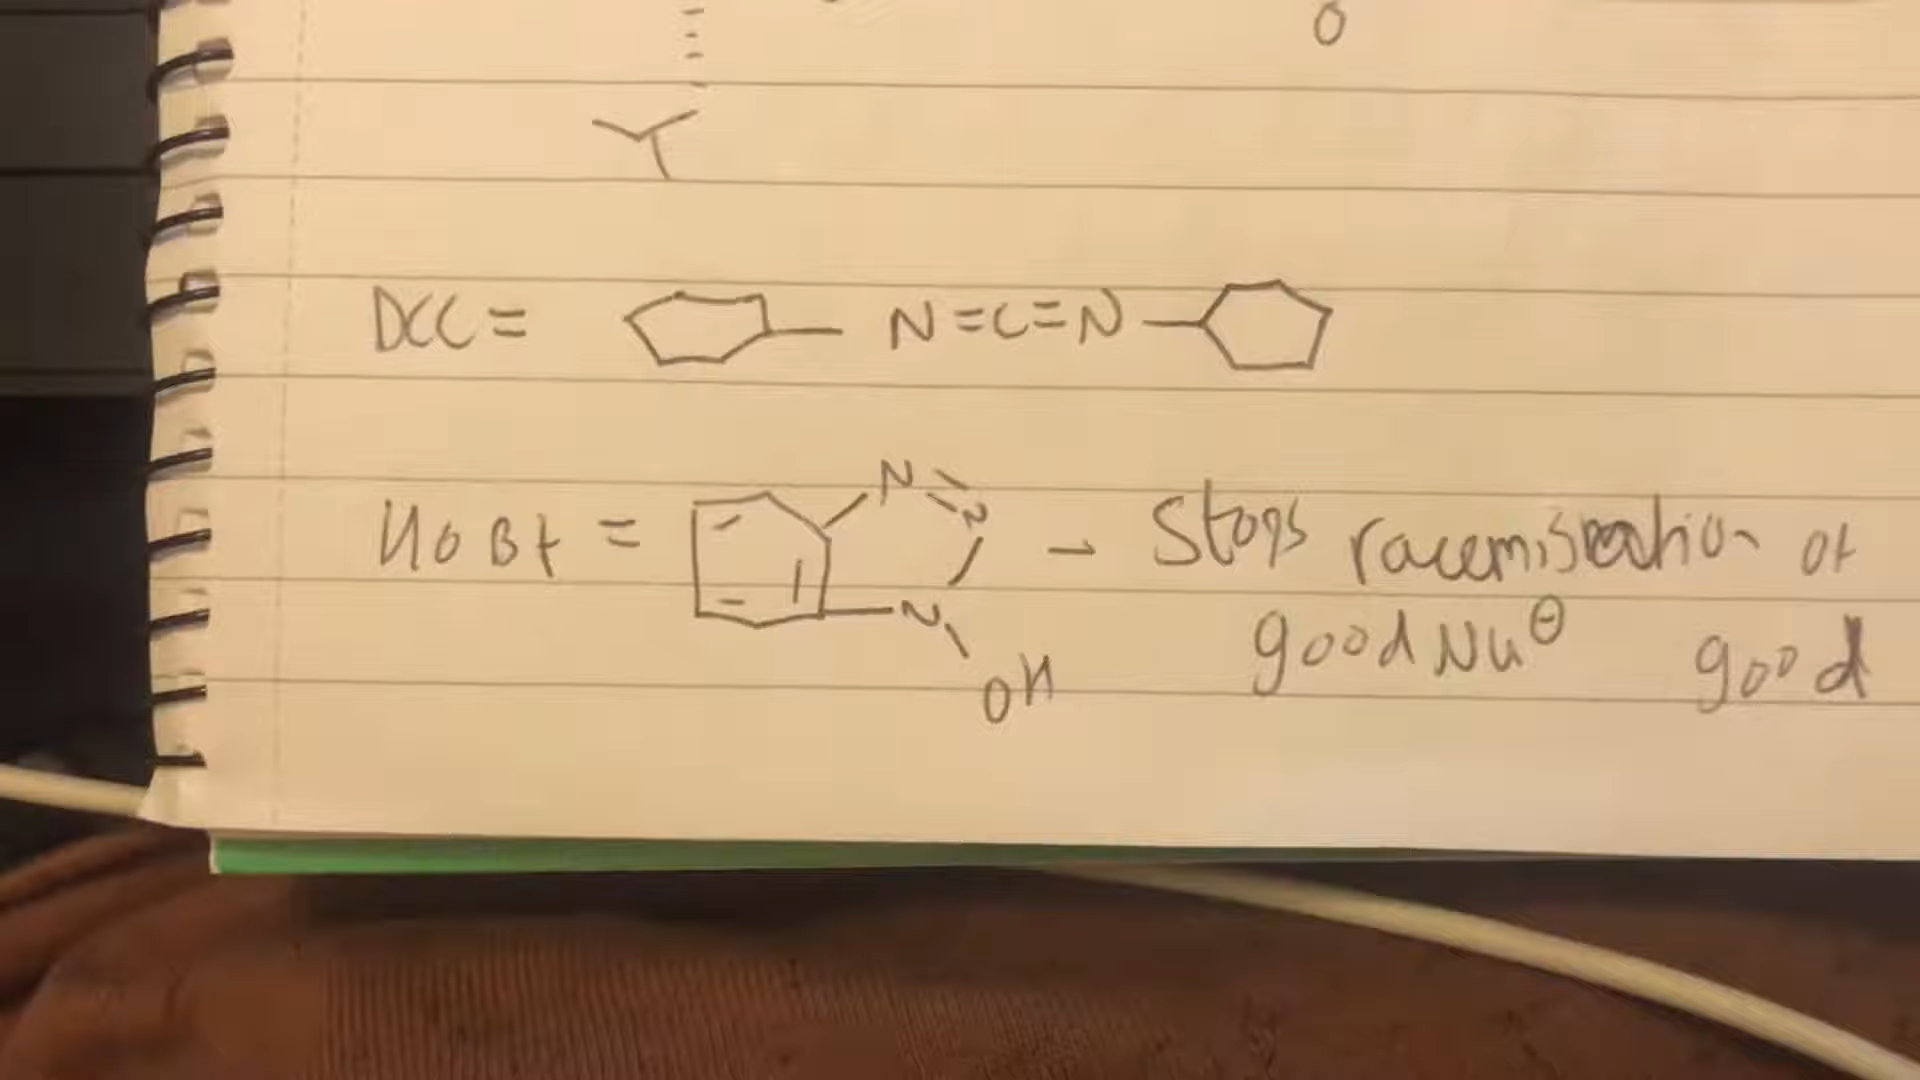 O
DCC = N=C=N
HOBt = N N N OH - Stops racemisation of
good Nu⊖ good